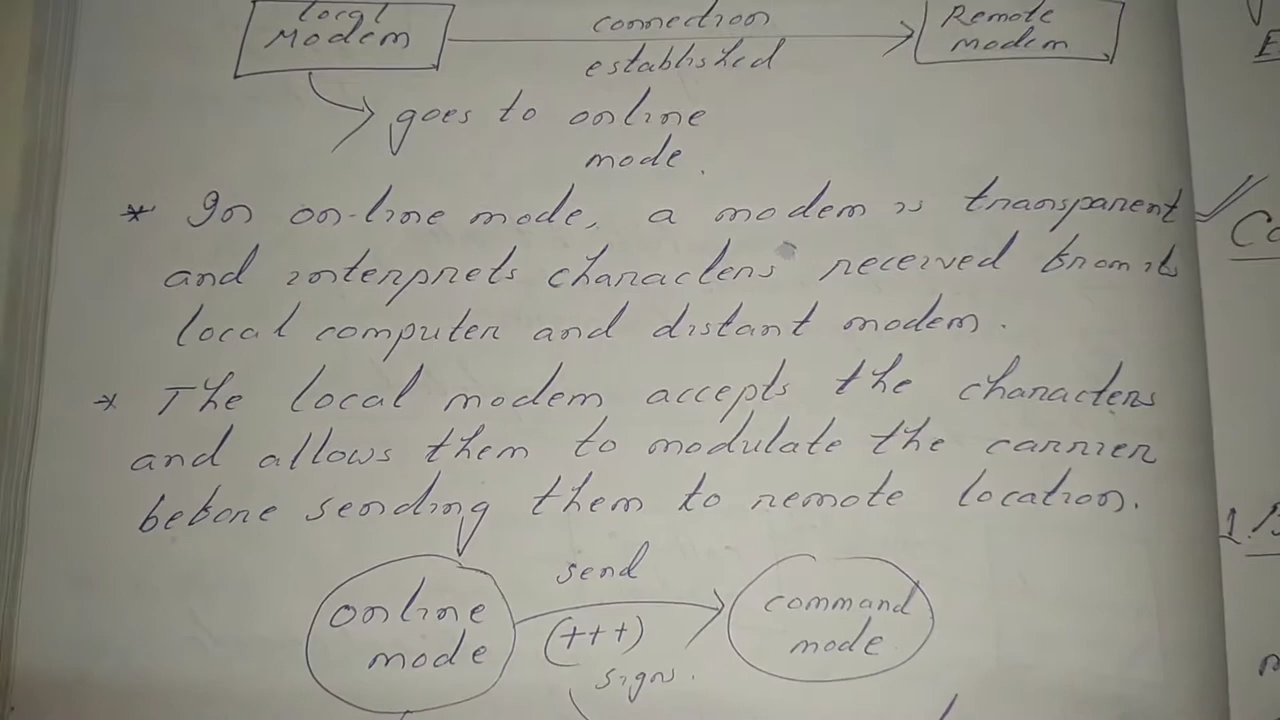 Local
Modem
connection
established
Remote
modem
goes to online
mode.
* In on-line mode, a modem is transparent
and interprets characters received from its
local computer and distant modem.
* The local modem accepts the characters
and allows them to modulate the carrier
before sending them to remote location.
online
mode
send
(+++)
sign.
command
mode